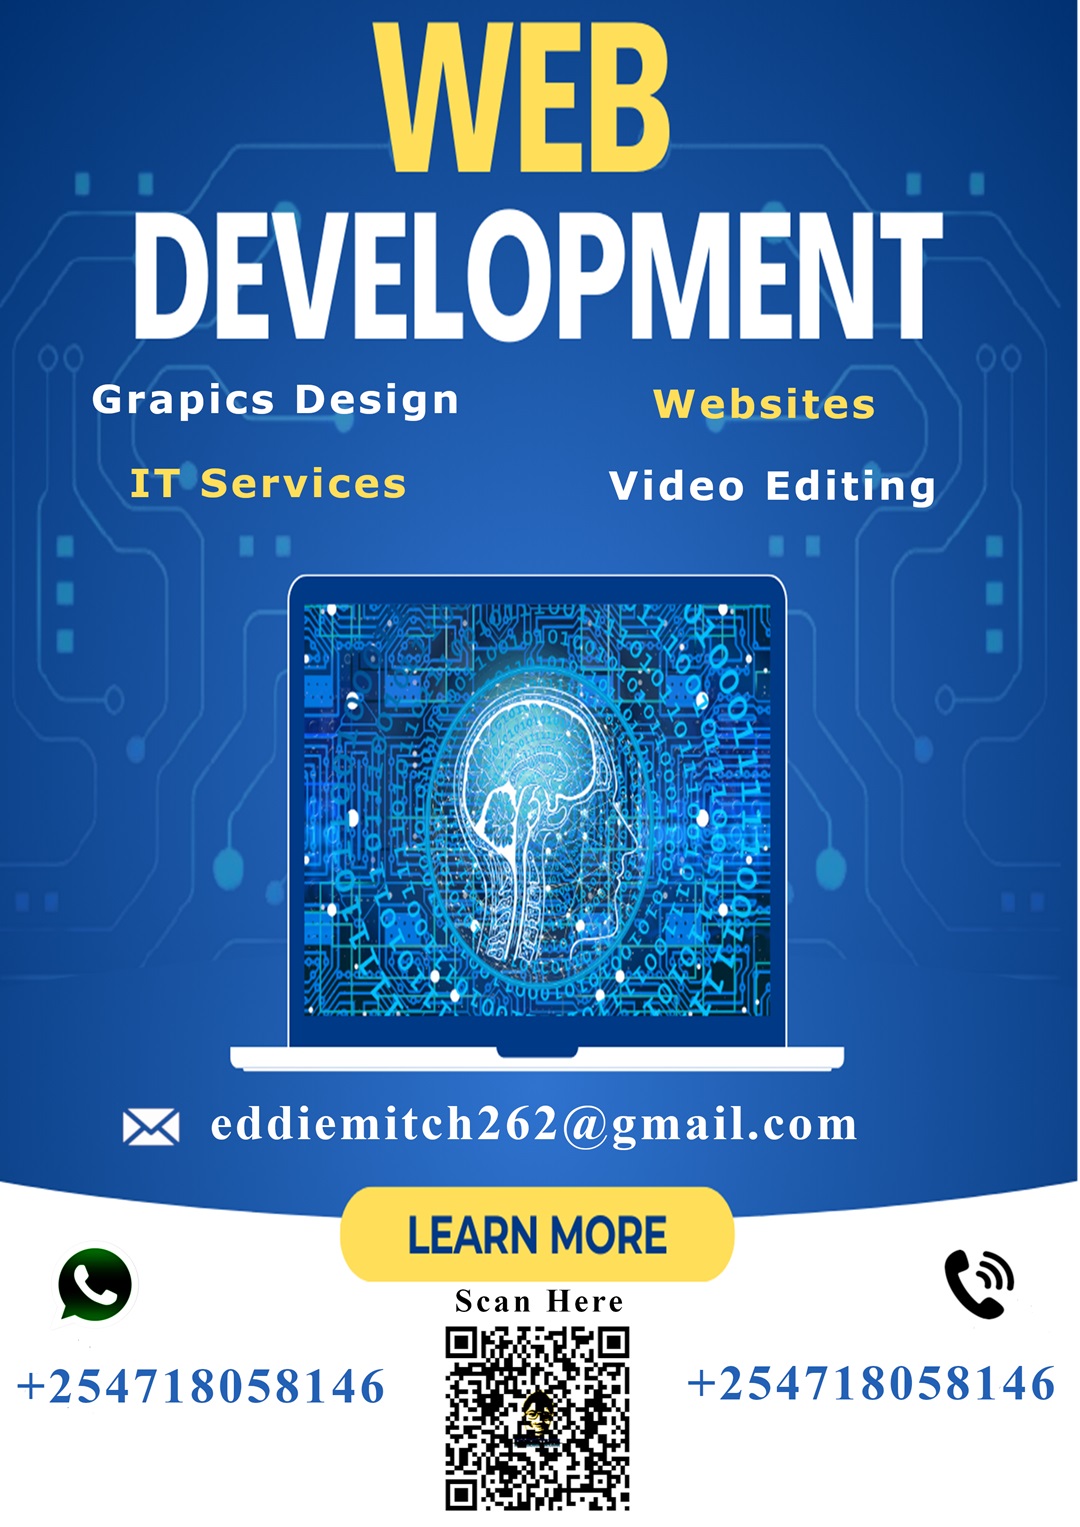 WEB
DEVELOPMENT
Grapics Design
Websites
IT Services
Video Editing
eddiemitch262@gmail.com
LEARN MORE
Scan Here
+254718058146
+254718058146